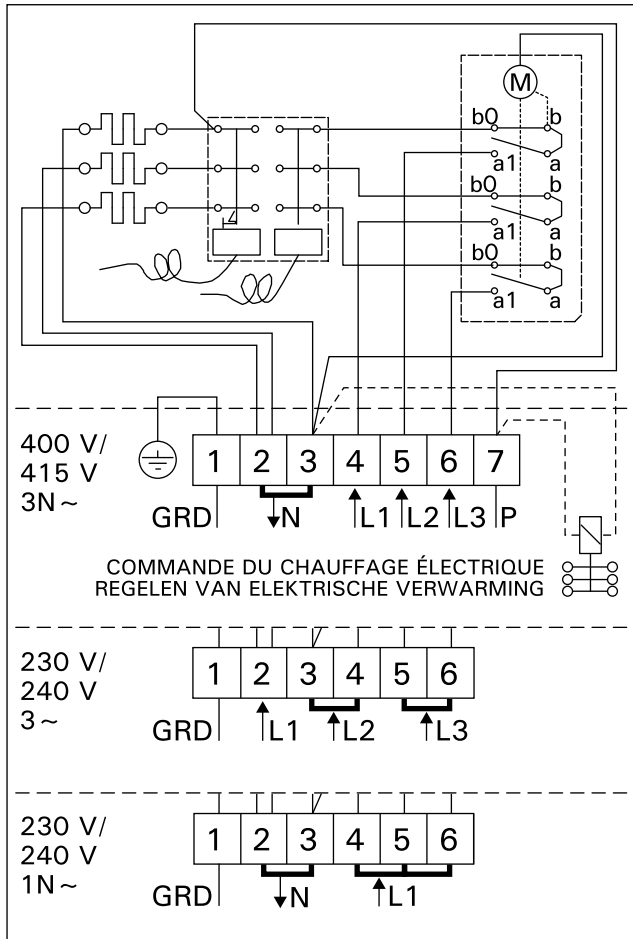 M
b0 b
a1 a
b0 b
a1 a
b0 b
a1 a
400 V/
415 V
3N ~
1 2 3 4 5 6 7
GRD N L1 L2 L3 P
COMMANDE DU CHAUFFAGE ÉLECTRIQUE
REGELEN VAN ELEKTRISCHE VERWARMING
230 V/
240 V
3 ~
1 2 3 4 5 6
GRD L1 L2 L3
230 V/
240 V
1N ~
1 2 3 4 5 6
GRD N L1